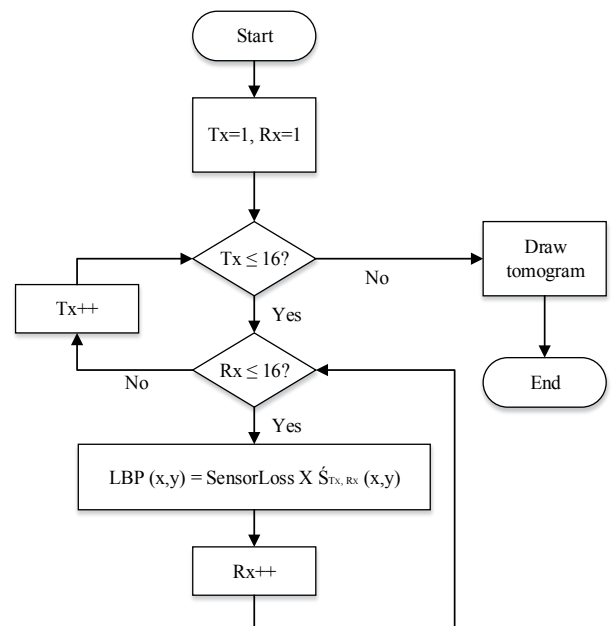 Start
Tx=1, Rx=1
Tx ≤ 16?
No
Draw
tomogram
Tx++
Yes
Rx ≤ 16?
No
End
Yes
LBP (x,y) = SensorLoss X Ś Tx, Rx (x,y)
Rx++